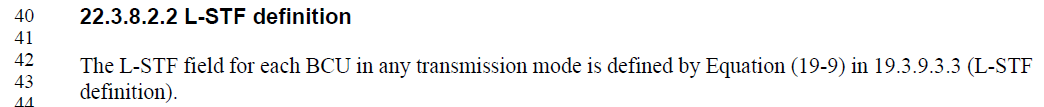 40 22.3.8.2.2 L-STF definition
41
42 The L-STF field for each BCU in any transmission mode is defined by Equation (19-9) in 19.3.9.3.3 (L-STF
43 definition).
44